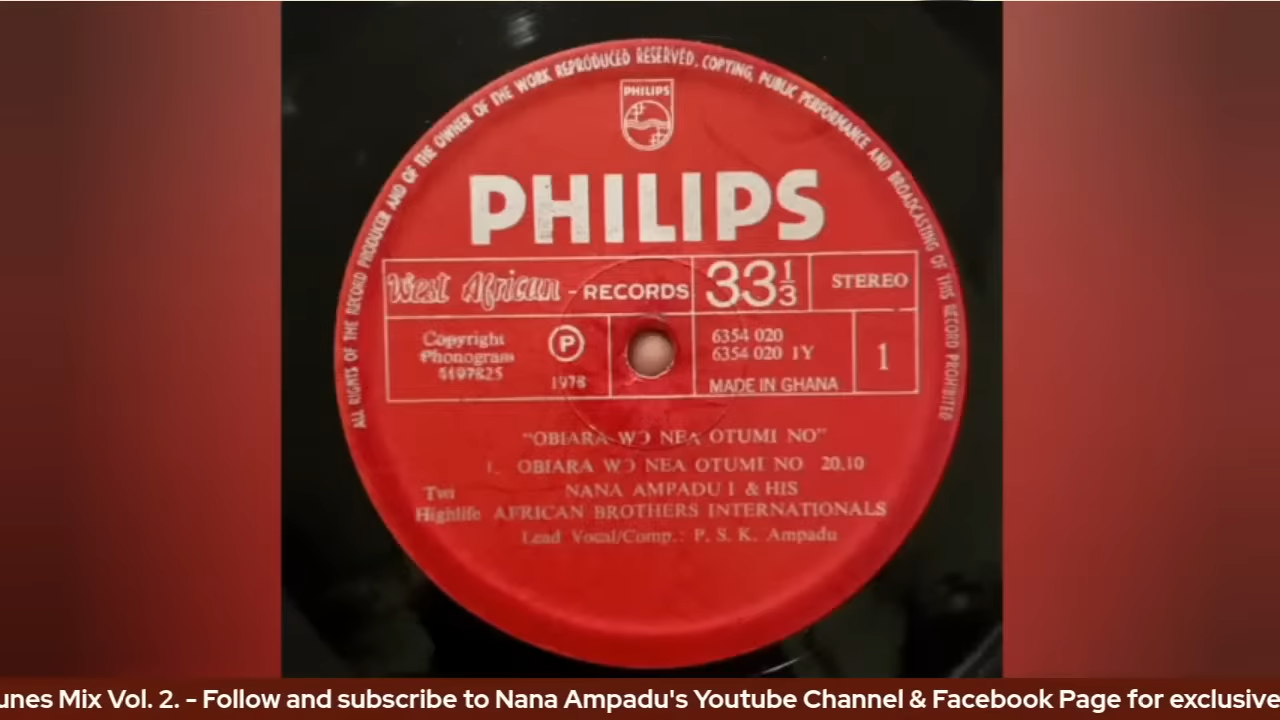 ALL RIGHTS OF THE RECORD PRODUCER AND OF THE OWNER OF THE WORK REPRODUCED RESERVED. COPYING, PUBLIC PERFORMANCE AND BROADCASTING OF THIS RECORD PROHIBITED
PHILIPS
PHILIPS
West African - RECORDS 33 1/3 STEREO
Copyright
Phonogram
P
1978
6354 020
6354 020 1Y
MADE IN GHANA
1
"OBIARA WƆ NEA OTUMI NO"
1. OBIARA WƆ NEA OTUMI NO 20.10
Twi NANA AMPADU I & HIS
Highlife AFRICAN BROTHERS INTERNATIONALS
Lead Vocal/Comp.: P. S. K. Ampadu
unes Mix Vol. 2. - Follow and subscribe to Nana Ampadu's Youtube Channel & Facebook Page for exclusive